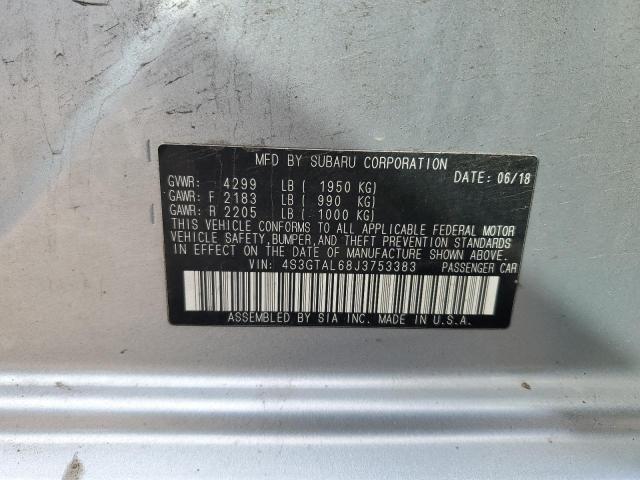 MFD BY SUBARU CORPORATION
DATE: 06/18
GVWR: 4299 LB ( 1950 KG)
GAWR: F 2183 LB ( 990 KG)
GAWR: R 2205 LB ( 1000 KG)
THIS VEHICLE CONFORMS TO ALL APPLICABLE FEDERAL MOTOR
VEHICLE SAFETY, BUMPER, AND THEFT PREVENTION STANDARDS
IN EFFECT ON THE DATE OF MANUFACTURE SHOWN ABOVE.
VIN: 4S3GTAL68J3753383 PASSENGER CAR
ASSEMBLED BY SIA INC. MADE IN U.S.A.